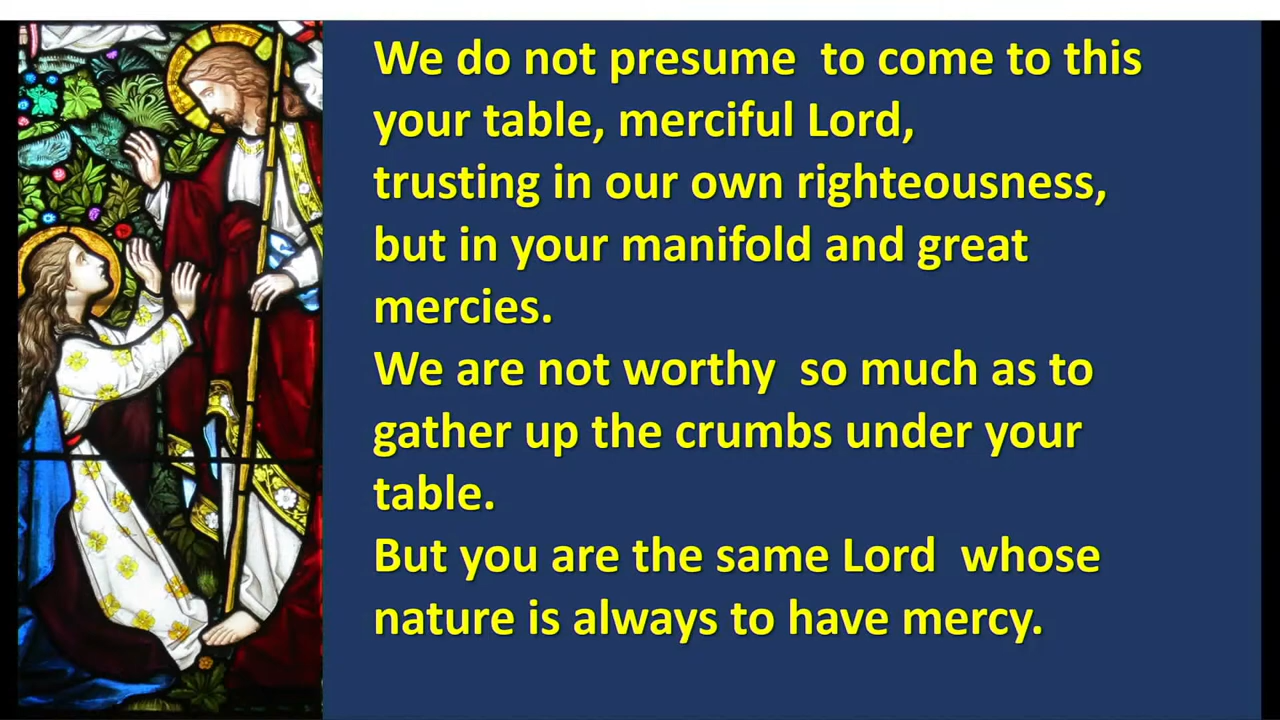 We do not presume  to come to this
your table, merciful Lord,
trusting in our own righteousness,
but in your manifold and great
mercies.
We are not worthy  so much as to
gather up the crumbs under your
table.
But you are the same Lord  whose
nature is always to have mercy.